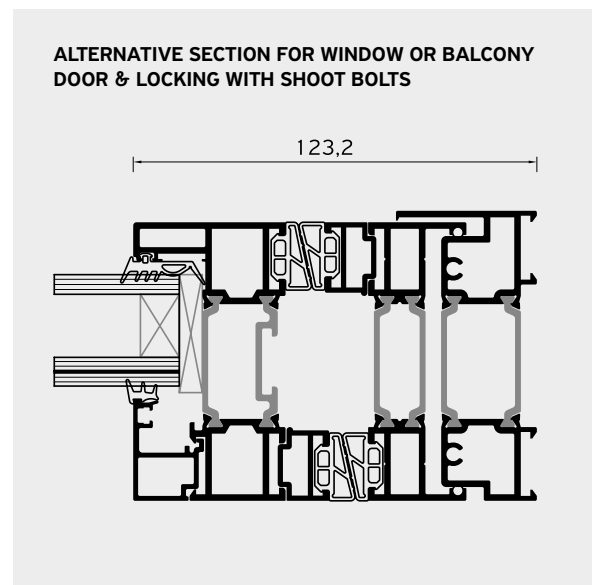 ALTERNATIVE SECTION FOR WINDOW OR BALCONY
DOOR & LOCKING WITH SHOOT BOLTS
123,2